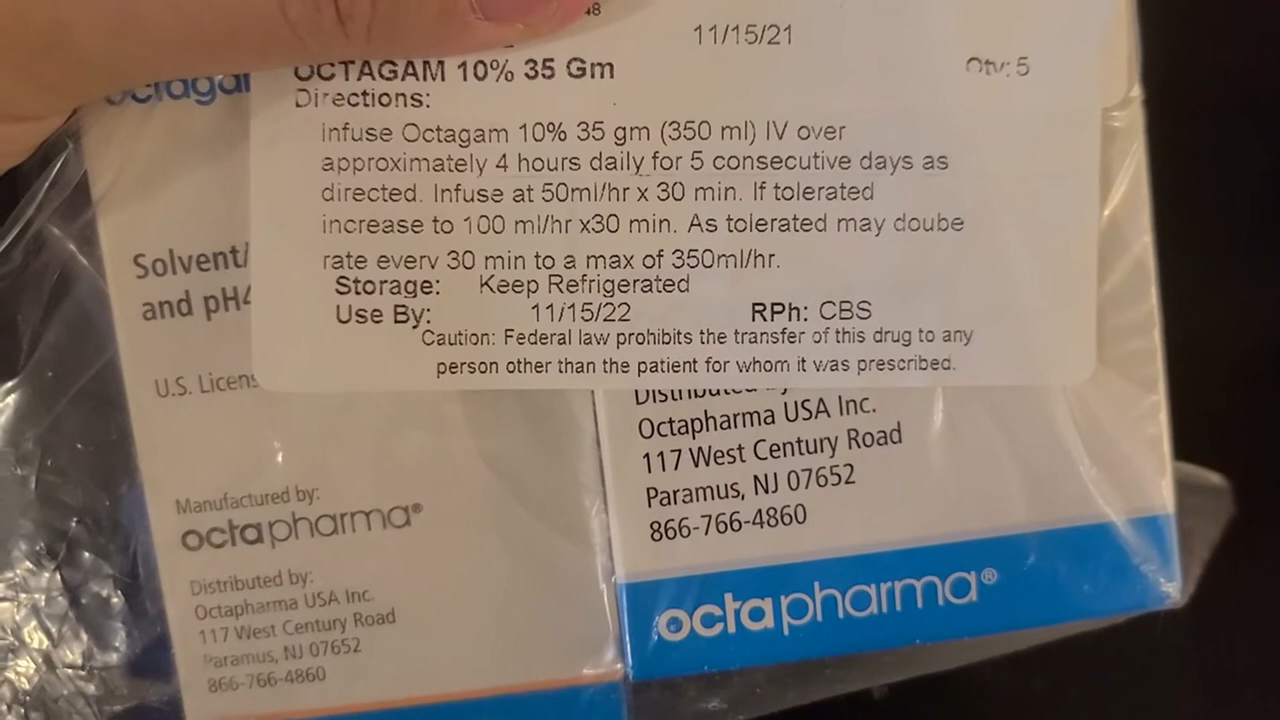 48
11/15/21
OCTAGAM 10% 35 Gm
Qty: 5
Directions:
Infuse Octagam 10% 35 gm (350 ml) IV over
approximately 4 hours daily for 5 consecutive days as
directed. Infuse at 50ml/hr x 30 min. If tolerated
increase to 100 ml/hr x30 min. As tolerated may doube
rate every 30 min to a max of 350ml/hr.
Storage: Keep Refrigerated
Use By: 11/15/22 RPh: CBS
Caution: Federal law prohibits the transfer of this drug to any
person other than the patient for whom it was prescribed.
octagam
Solvent/
and pH4
U.S. Licens
Manufactured by:
octapharma®
Distributed by:
Octapharma USA Inc.
117 West Century Road
Paramus, NJ 07652
866-766-4860
Distributed by
Octapharma USA Inc.
117 West Century Road
Paramus, NJ 07652
866-766-4860
octapharma®